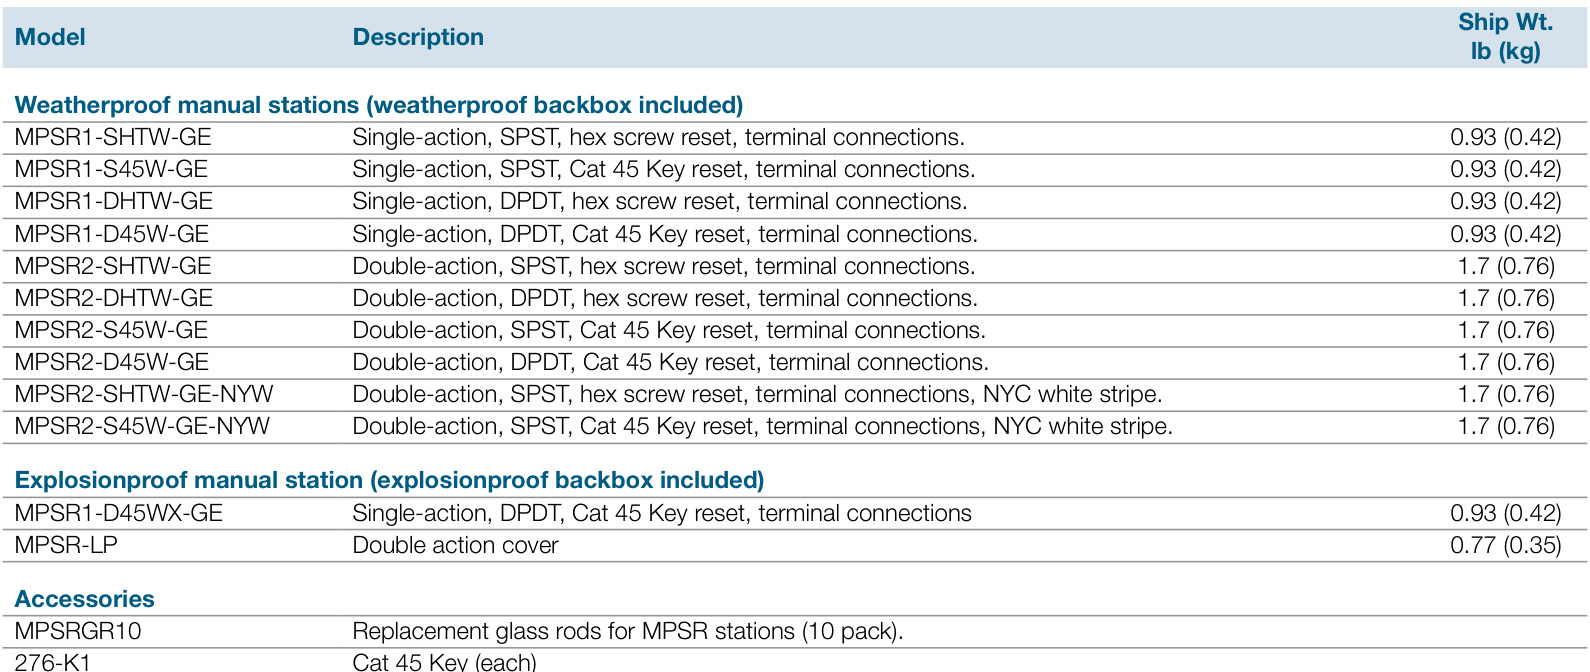 Model Description Ship Wt. lb (kg)
Weatherproof manual stations (weatherproof backbox included)
MPSR1-SHTW-GE Single-action, SPST, hex screw reset, terminal connections. 0.93 (0.42)
MPSR1-S45W-GE Single-action, SPST, Cat 45 Key reset, terminal connections. 0.93 (0.42)
MPSR1-DHTW-GE Single-action, DPDT, hex screw reset, terminal connections. 0.93 (0.42)
MPSR1-D45W-GE Single-action, DPDT, Cat 45 Key reset, terminal connections. 0.93 (0.42)
MPSR2-SHTW-GE Double-action, SPST, hex screw reset, terminal connections. 1.7 (0.76)
MPSR2-DHTW-GE Double-action, DPDT, hex screw reset, terminal connections. 1.7 (0.76)
MPSR2-S45W-GE Double-action, SPST, Cat 45 Key reset, terminal connections. 1.7 (0.76)
MPSR2-D45W-GE Double-action, DPDT, Cat 45 Key reset, terminal connections. 1.7 (0.76)
MPSR2-SHTW-GE-NYW Double-action, SPST, hex screw reset, terminal connections, NYC white stripe. 1.7 (0.76)
MPSR2-S45W-GE-NYW Double-action, SPST, Cat 45 Key reset, terminal connections, NYC white stripe. 1.7 (0.76)
Explosionproof manual station (explosionproof backbox included)
MPSR1-D45WX-GE Single-action, DPDT, Cat 45 Key reset, terminal connections 0.93 (0.42)
MPSR-LP Double action cover 0.77 (0.35)
Accessories
MPSRGR10 Replacement glass rods for MPSR stations (10 pack).
276-K1 Cat 45 Key (each)